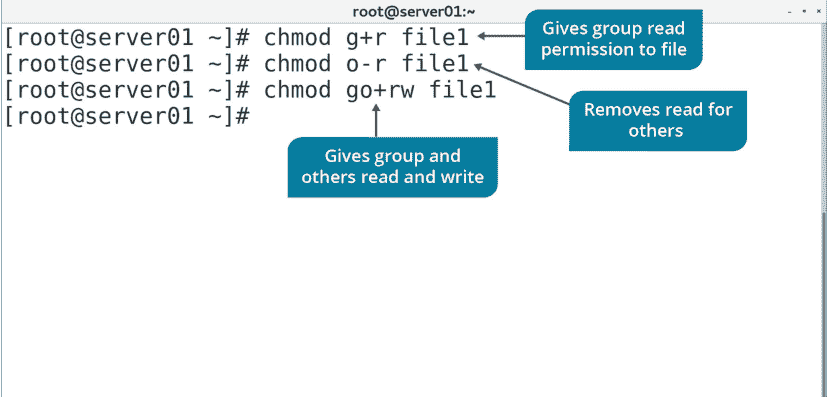 root@server01:~
[root@server01 ~]# chmod g+r file1
Gives group read
permission to file
[root@server01 ~]# chmod o-r file1
[root@server01 ~]# chmod go+rw file1
[root@server01 ~]#
Removes read for
others
Gives group and
others read and write